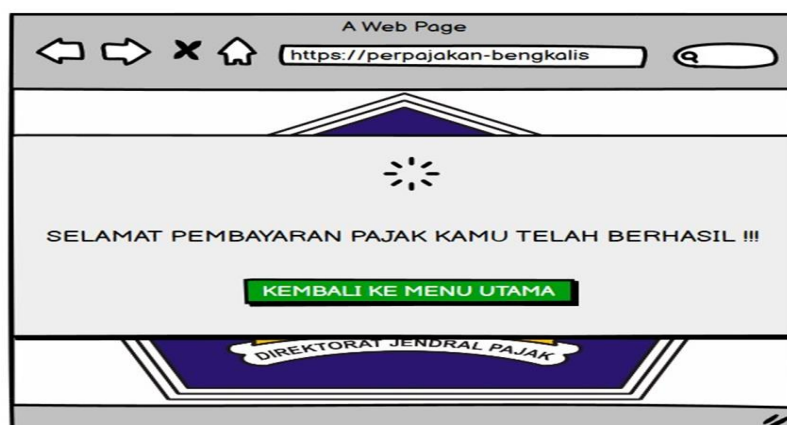 A Web Page
https://perpajakan-bengkalis
SELAMAT PEMBAYARAN PAJAK KAMU TELAH BERHASIL !!!
KEMBALI KE MENU UTAMA
DIREKTORAT JENDRAL PAJAK